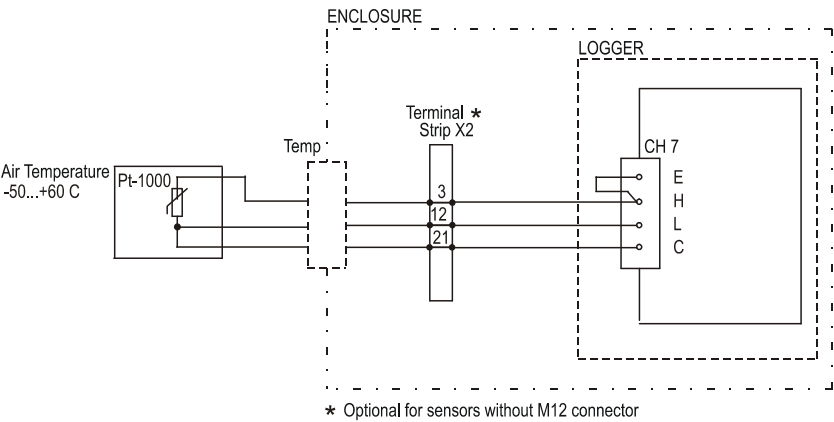 ENCLOSURE
LOGGER
Terminal *
Strip X2
Temp
CH 7
Air Temperature
-50...+60 C
Pt-1000
E
3
H
12
L
21
C
* Optional for sensors without M12 connector